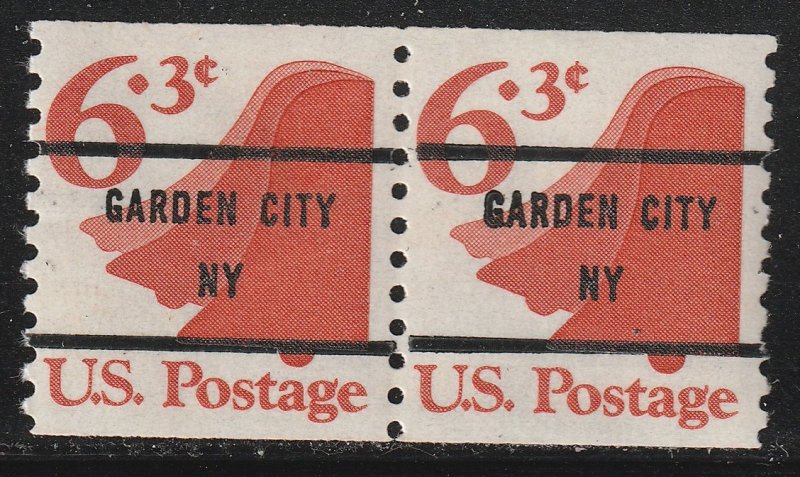 6·3¢
GARDEN CITY
NY
U.S. Postage
6·3¢
GARDEN CITY
NY
U.S. Postage